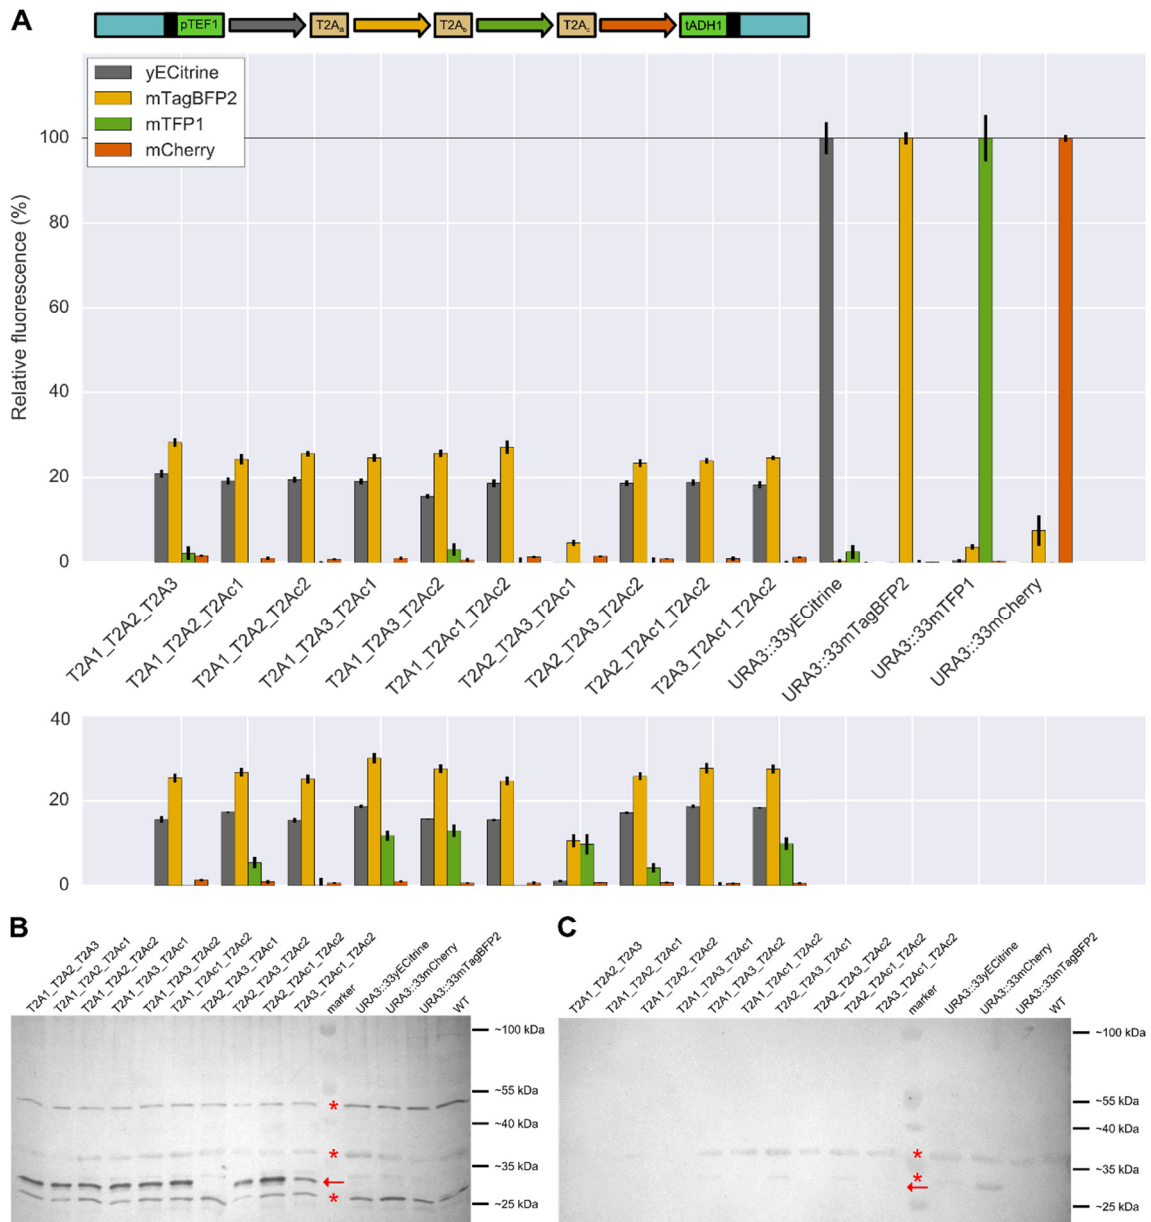 A
pTEF1 T2Aa T2Ab T2Ac tADH1
yECitrine
mTagBFP2
mTFP1
mCherry
Relative fluorescence (%)
100
80
60
40
20
0
T2A1_T2A2_T2A3
T2A1_T2A2_T2Ac1
T2A1_T2A2_T2Ac2
T2A1_T2A3_T2Ac1
T2A1_T2A3_T2Ac2
T2A1_T2Ac1_T2Ac2
T2A2_T2A3_T2Ac1
T2A2_T2A3_T2Ac2
T2A2_T2Ac1_T2Ac2
T2A3_T2Ac1_T2Ac2
URA3::33yECitrine
URA3::33mTagBFP2
URA3::33mTFP1
URA3::33mCherry
40
20
0
B
T2A1_T2A2_T2A3
T2A1_T2A2_T2Ac1
T2A1_T2A2_T2Ac2
T2A1_T2A3_T2Ac1
T2A1_T2A3_T2Ac2
T2A1_T2Ac1_T2Ac2
T2A2_T2A3_T2Ac1
T2A2_T2A3_T2Ac2
T2A2_T2Ac1_T2Ac2
T2A3_T2Ac1_T2Ac2
marker
URA3::33yECitrine
URA3::33mCherry
URA3::33mTagBFP2
WT
~100 kDa
~55 kDa
*
~40 kDa
*
~35 kDa
*
~25 kDa
C
T2A1_T2A2_T2A3
T2A1_T2A2_T2Ac1
T2A1_T2A2_T2Ac2
T2A1_T2A3_T2Ac1
T2A1_T2A3_T2Ac2
T2A1_T2Ac1_T2Ac2
T2A2_T2A3_T2Ac1
T2A2_T2A3_T2Ac2
T2A2_T2Ac1_T2Ac2
T2A3_T2Ac1_T2Ac2
marker
URA3::33yECitrine
URA3::33mCherry
URA3::33mTagBFP2
WT
~100 kDa
~55 kDa
~40 kDa
*
~35 kDa
*
~25 kDa